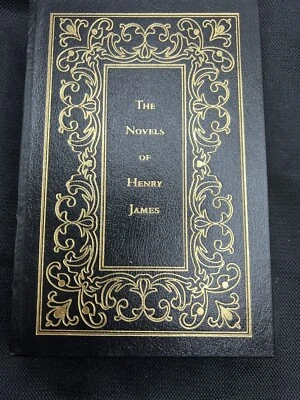 The
Novels
of
Henry
James